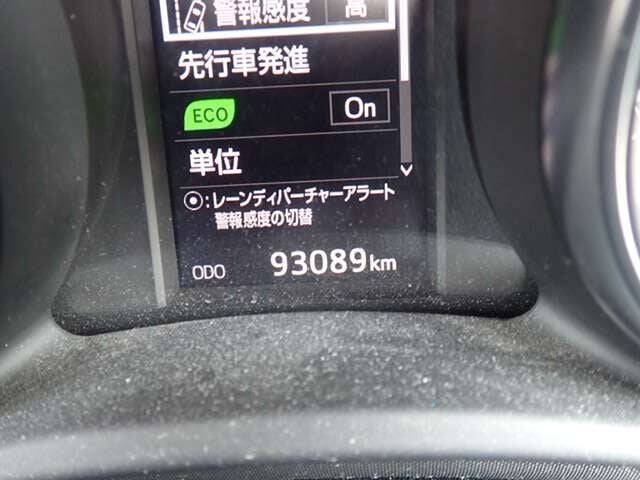 警報感度 高
先行車発進
ECO On
単位
⦿:レーンディパーチャーアラート
警報感度の切替
ODO 93089km